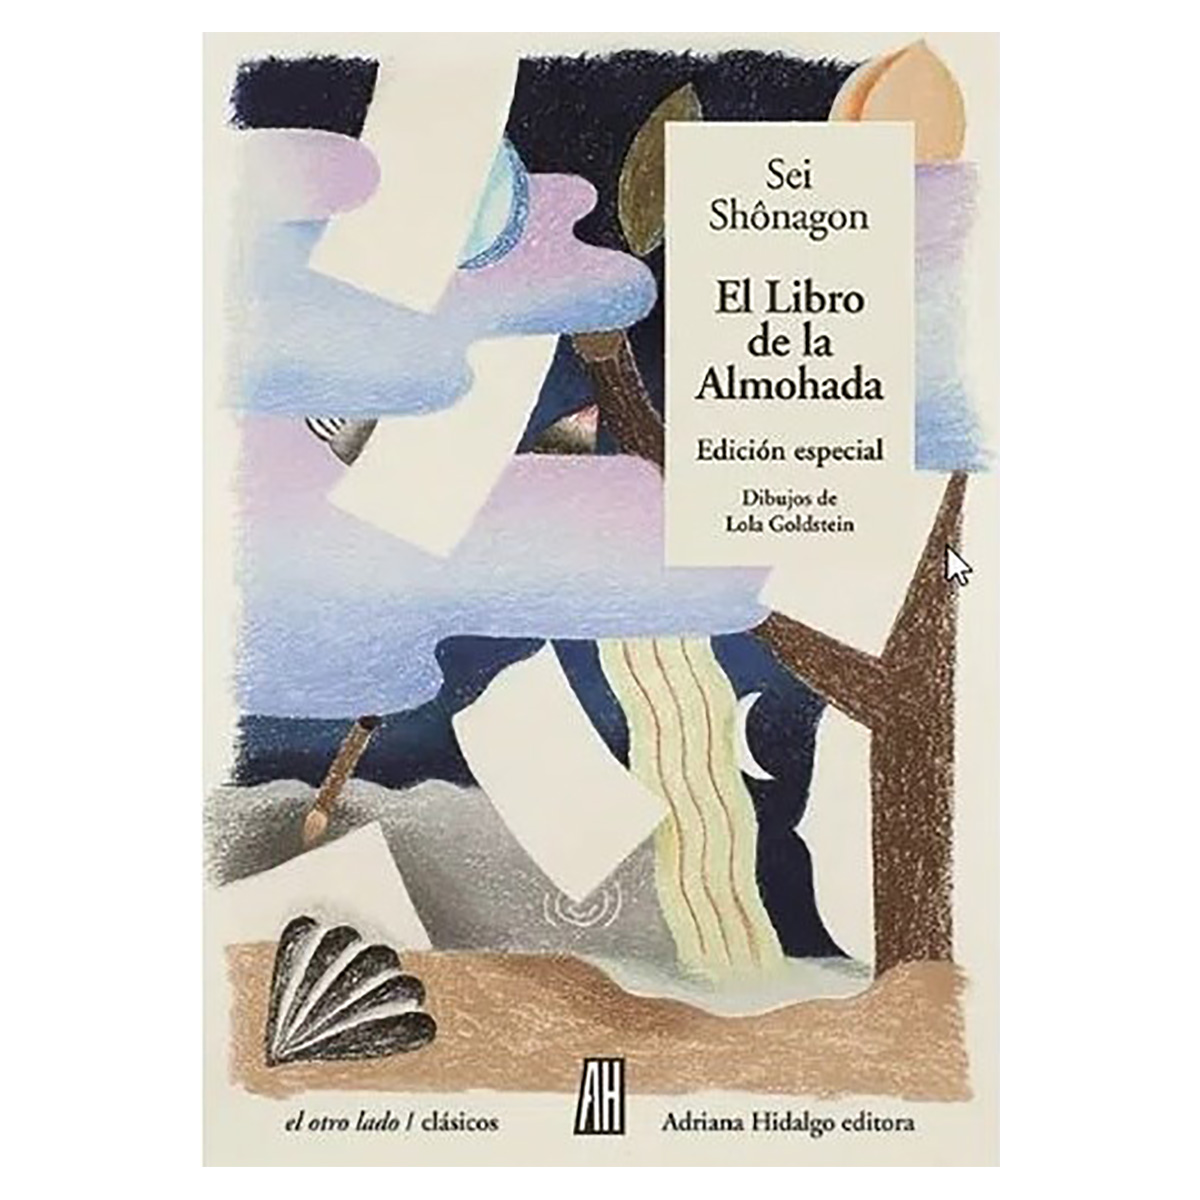 Sei
Shônagon
El Libro
de la
Almohada
Edición especial
Dibujos de
Lola Goldstein
el otro lado / clásicos
AH
Adriana Hidalgo editora